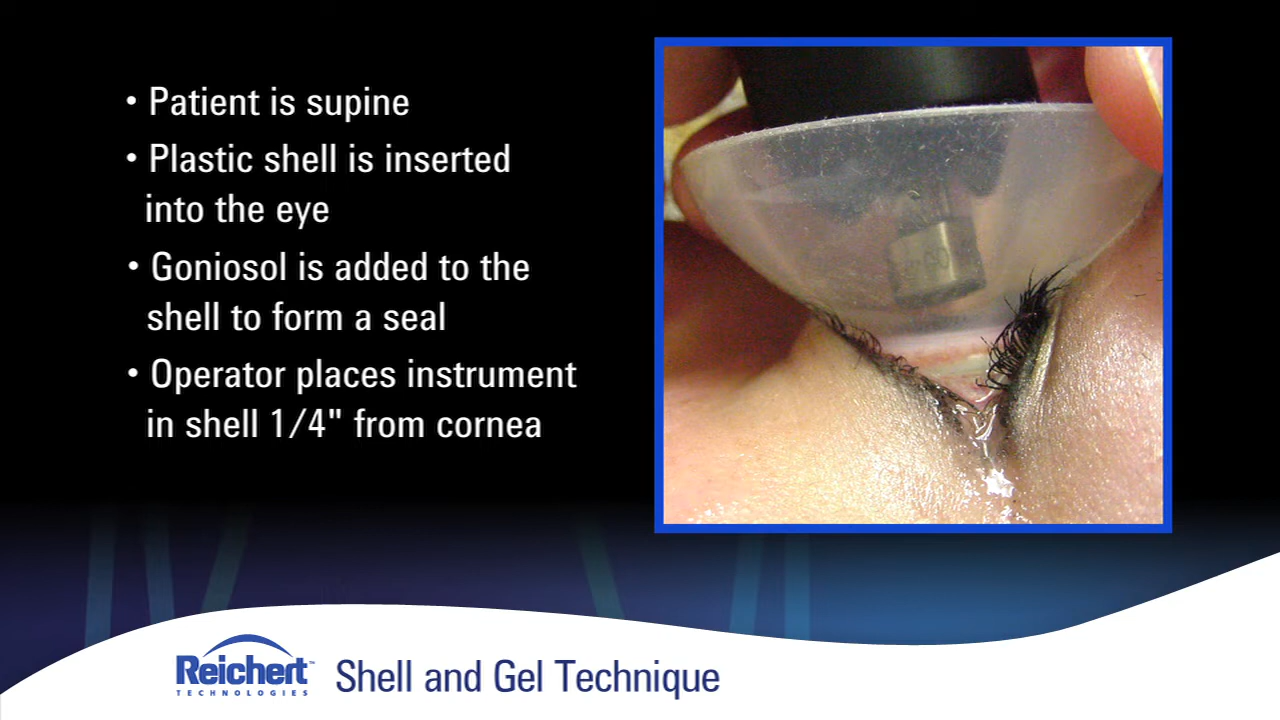 • Patient is supine
• Plastic shell is inserted
into the eye
• Goniosol is added to the
shell to form a seal
• Operator places instrument
in shell 1/4" from cornea
Reichert™
TECHNOLOGIES
Shell and Gel Technique